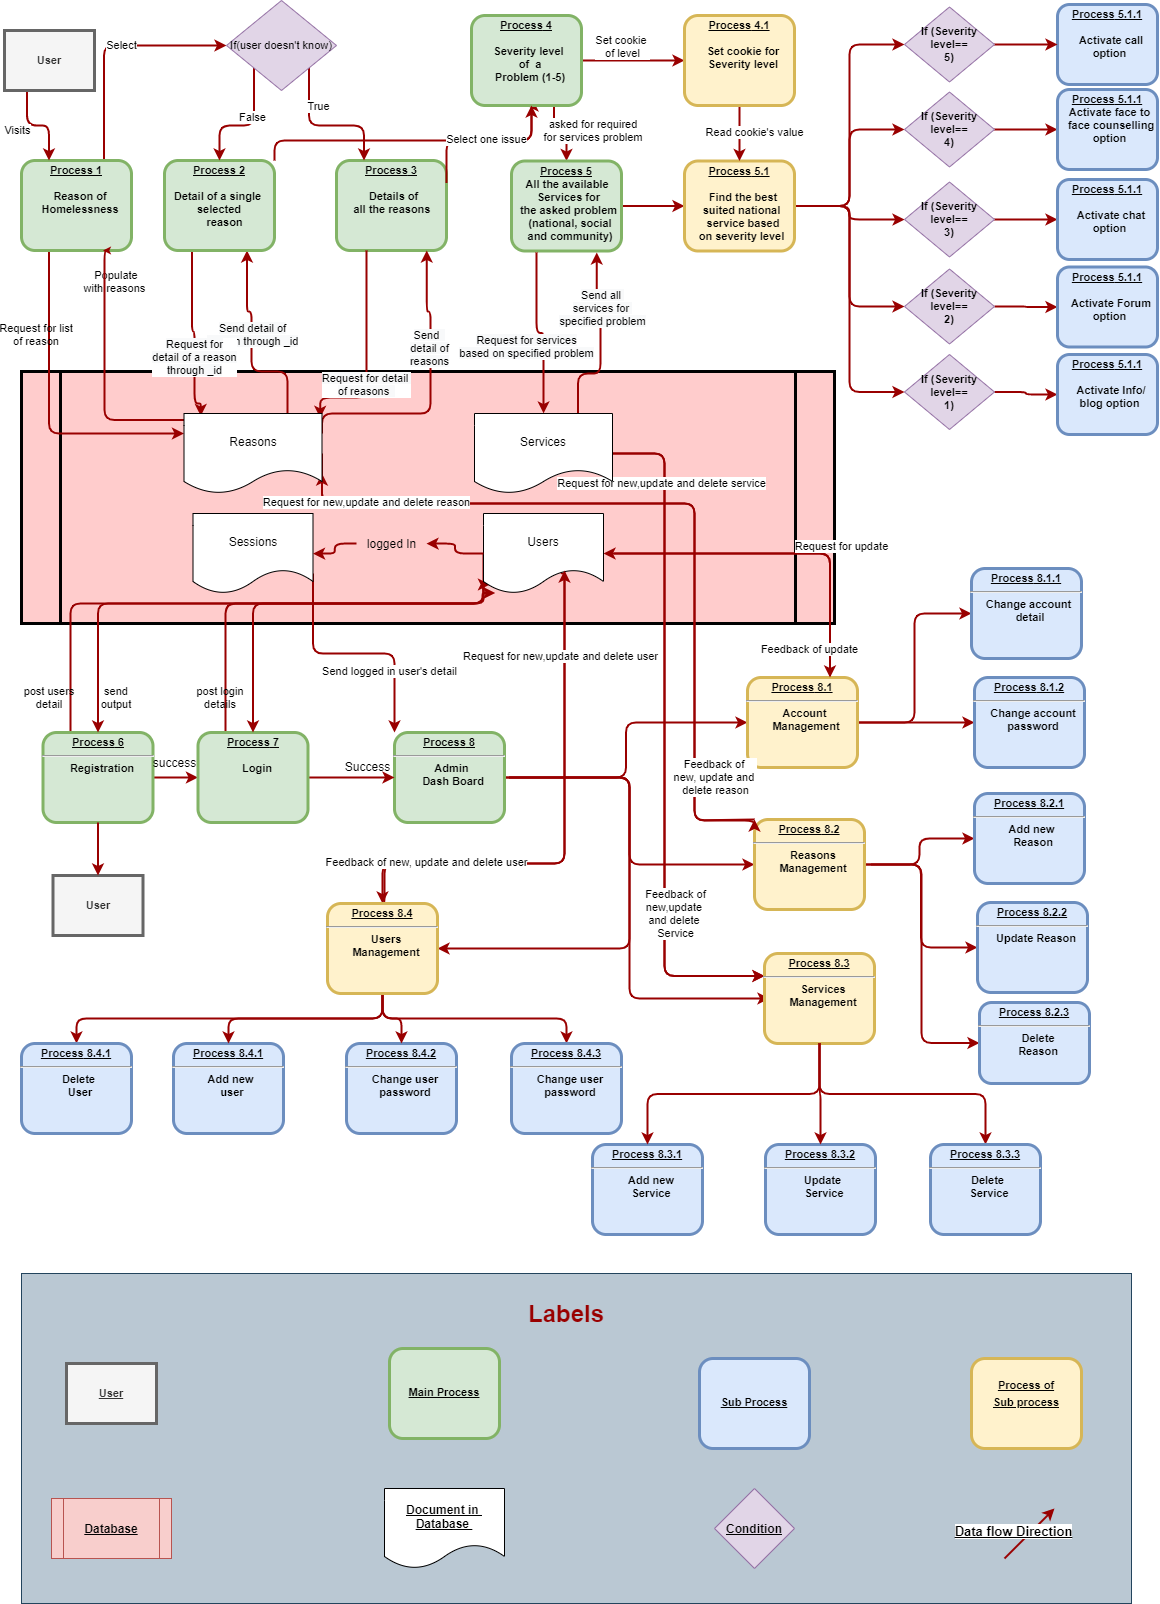 User
Visits
Select
If(user doesn't know)
False
True
Process 1
Reason of
Homelessness
Process 2
Detail of a single
selected
reason
Process 3
Details of
all the reasons
Select one issue
Process 4
Severity level
of a
Problem (1-5)
Set cookie
of level
Process 4.1
Set cookie for
Severity level
asked for required
for services problem
Read cookie's value
Process 5
All the available
Services for
the asked problem
(national, social
and community)
Process 5.1
Find the best
suited national
service based
on severity level
If (Severity
level==
5)
Process 5.1.1
Activate call
option
If (Severity
level==
4)
Process 5.1.1
Activate face to
face counselling
option
If (Severity
level==
3)
Process 5.1.1
Activate chat
option
If (Severity
level==
2)
Process 5.1.1
Activate Forum
option
If (Severity
level==
1)
Process 5.1.1
Activate Info/
blog option
Populate
with reasons
Request for list
of reason
Request for
detail of a reason
through _id
Send detail of
through _id
Request for detail
of reasons
Send
detail of
reasons
Request for services
based on specified problem
Send all
services for
specified problem
Reasons
Services
Request for new,update and delete service
Request for new,update and delete reason
Sessions
logged In
Users
Request for update
post users
detail
send
output
post login
details
Send logged in user's detail
Request for new,update and delete user
Feedback of update
Process 6
Registration
success
Process 7
Login
Success
Process 8
Admin
Dash Board
User
Process 8.1
Account
Management
Process 8.1.1
Change account
detail
Process 8.1.2
Change account
password
Feedback of
new, update and
delete reason
Process 8.2
Reasons
Management
Process 8.2.1
Add new
Reason
Process 8.2.2
Update Reason
Process 8.2.3
Delete
Reason
Feedback of new, update and delete user
Feedback of
new,update
and delete
Service
Process 8.3
Services
Management
Process 8.4
Users
Management
Process 8.4.1
Delete
User
Process 8.4.1
Add new
user
Process 8.4.2
Change user
password
Process 8.4.3
Change user
password
Process 8.3.1
Add new
Service
Process 8.3.2
Update
Service
Process 8.3.3
Delete
Service
Labels
User
Main Process
Sub Process
Process of
Sub process
Database
Document in
Database
Condition
Data flow Direction